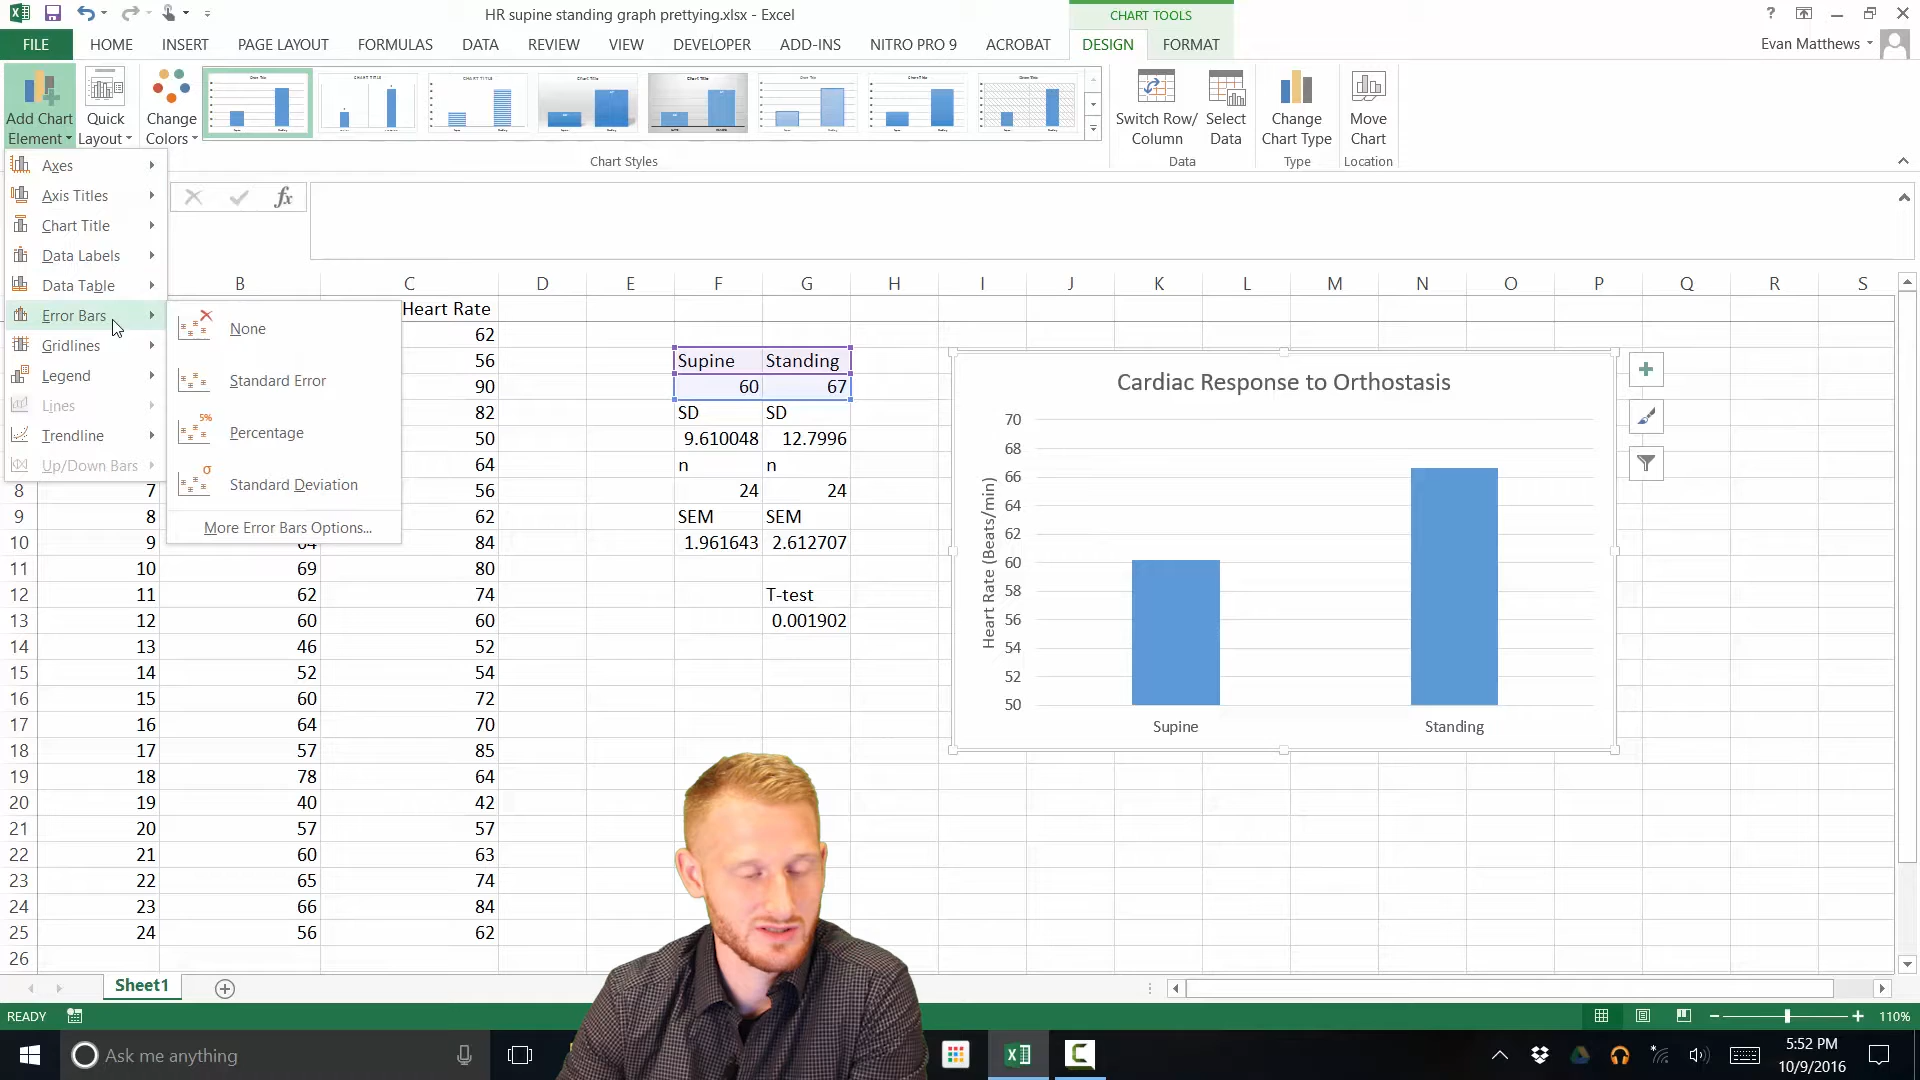 HR supine standing graph prettying.xlsx - Excel
CHART TOOLS
FILE HOME INSERT PAGE LAYOUT FORMULAS DATA REVIEW VIEW DEVELOPER ADD-INS NITRO PRO 9 ACROBAT DESIGN FORMAT
Evan Matthews
Add Chart Element
Quick Layout
Change Colors
Switch Row/Column
Select Data
Change Chart Type
Move Chart
Chart Styles
Data
Type
Location
Axes
Axis Titles
Chart Title
Data Labels
Data Table
Error Bars
Gridlines
Legend
Lines
Trendline
Up/Down Bars
None
Standard Error
5%
Percentage
σ
Standard Deviation
More Error Bars Options...
fx
B C D E F G H I J K L M N O P Q R S
Heart Rate
62
56 Supine Standing
90 60 67
82 SD SD
50 9.610048 12.7996
64 n n
8 7 56 24 24
9 8 62 SEM SEM
10 9 64 84 1.961643 2.612707
11 10 69 80
12 11 62 74 T-test
13 12 60 60 0.001902
14 13 46 52
15 14 52 54
16 15 60 72
17 16 64 70
18 17 57 85
19 18 78 64
20 19 40 42
21 20 57 57
22 21 60 63
23 22 65 74
24 23 66 84
25 24 56 62
26
Cardiac Response to Orthostasis
Heart Rate (Beats/min)
70
68
66
64
62
60
58
56
54
52
50
Supine Standing
Sheet1
READY
110%
Ask me anything
5:52 PM
10/9/2016